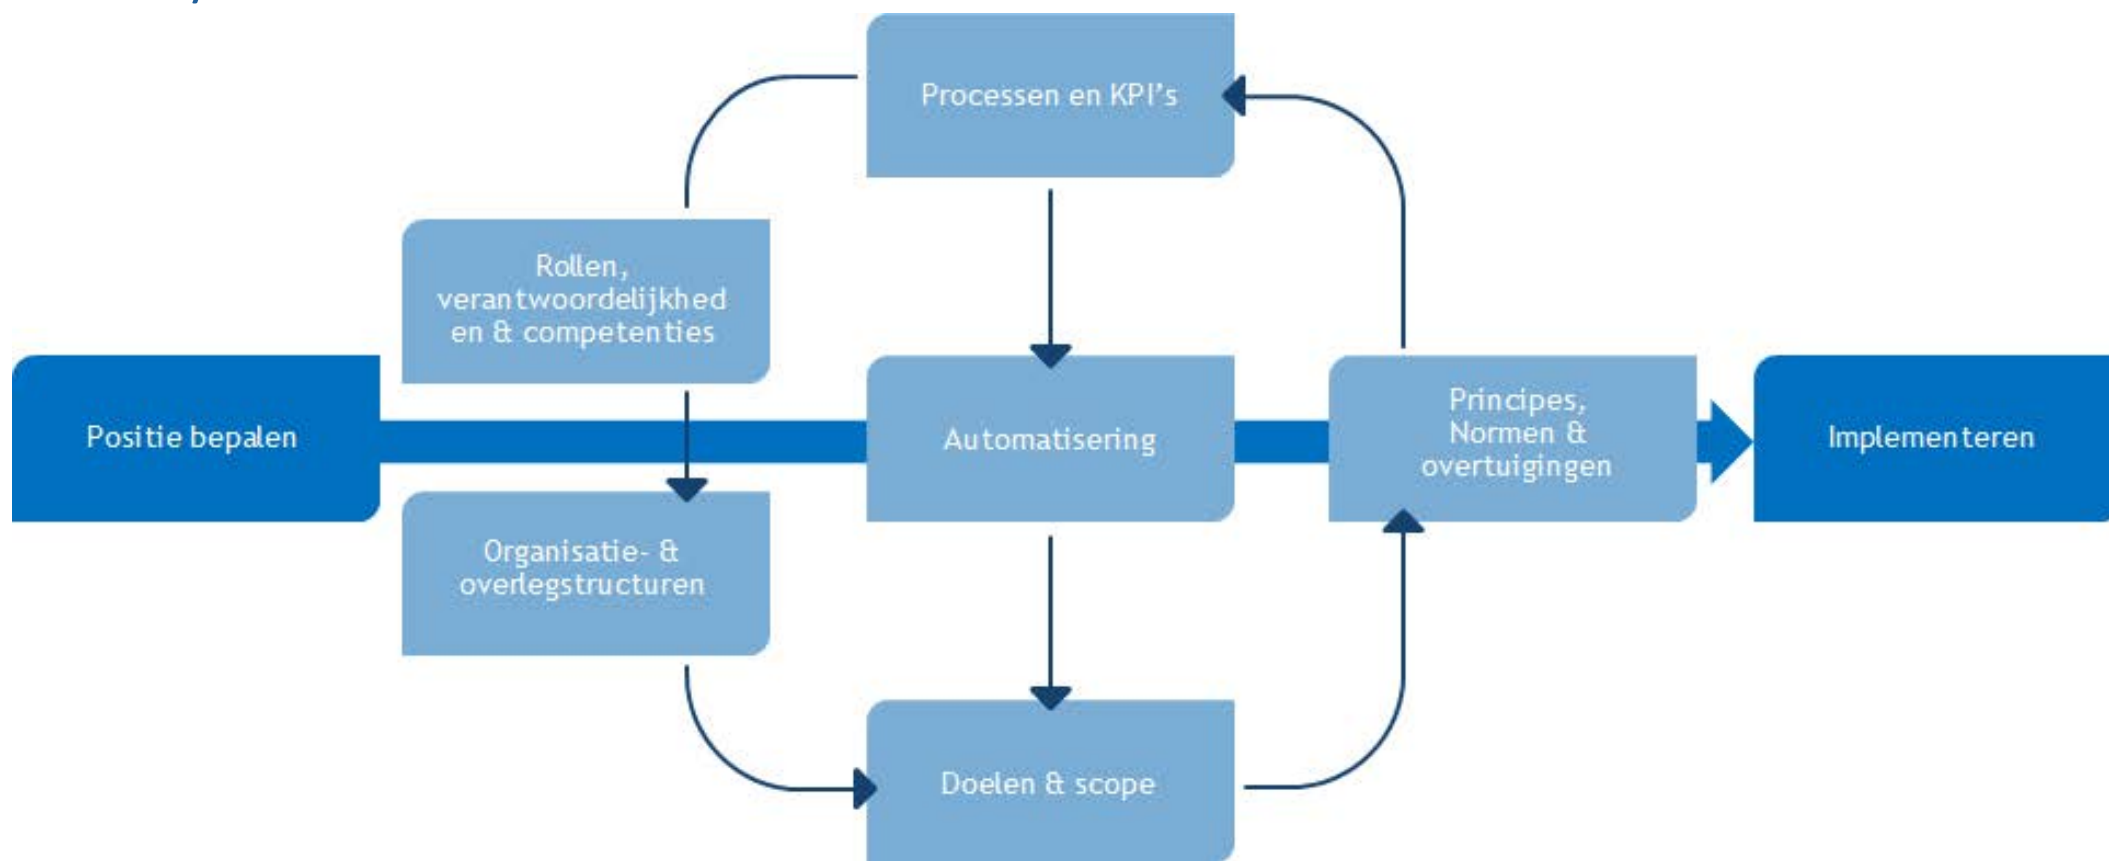 Processen en KPI's
Rollen,
verantwoordelijkhed
en & competenties
Positie bepalen
Automatisering
Principes,
Normen &
overtuigingen
Implementeren
Organisatie- &
overlegstructuren
Doelen & scope